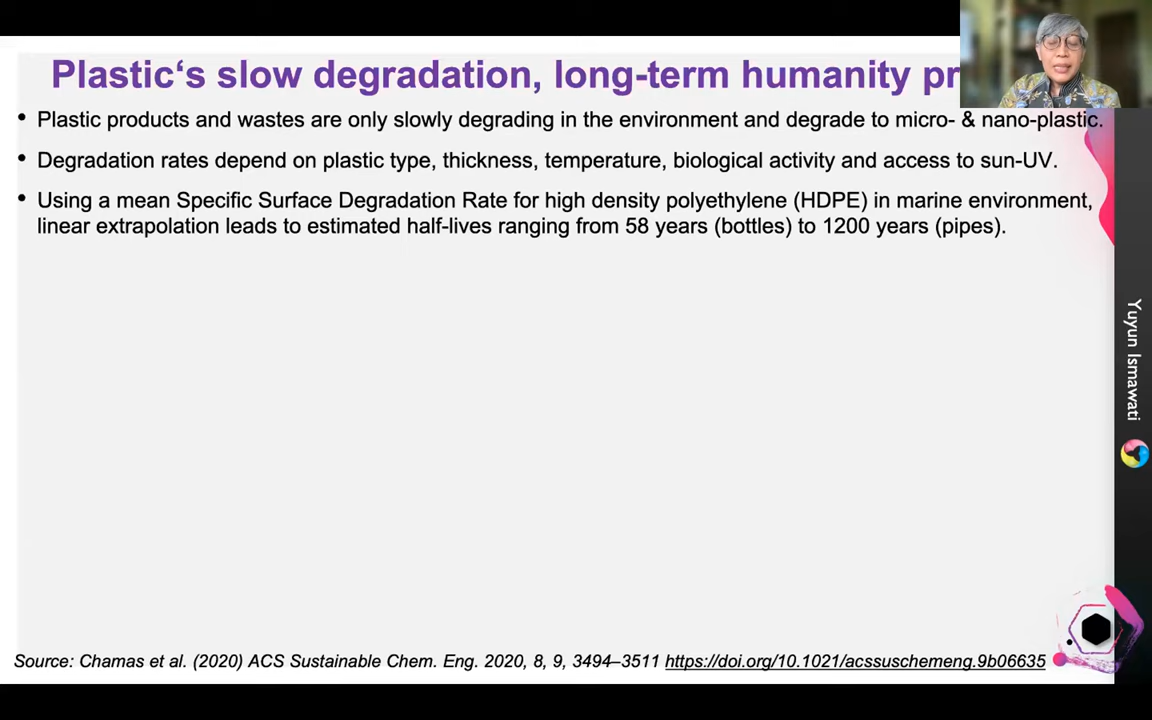 Plastic‘s slow degradation, long-term humanity
• Plastic products and wastes are only slowly degrading in the environment and degrade to micro- & nano-plastic.
• Degradation rates depend on plastic type, thickness, temperature, biological activity and access to sun-UV.
• Using a mean Specific Surface Degradation Rate for high density polyethylene (HDPE) in marine environment,
linear extrapolation leads to estimated half-lives ranging from 58 years (bottles) to 1200 years (pipes).
Yuyun Ismawati
Source: Chamas et al. (2020) ACS Sustainable Chem. Eng. 2020, 8, 9, 3494–3511 https://doi.org/10.1021/acssuschemeng.9b06635